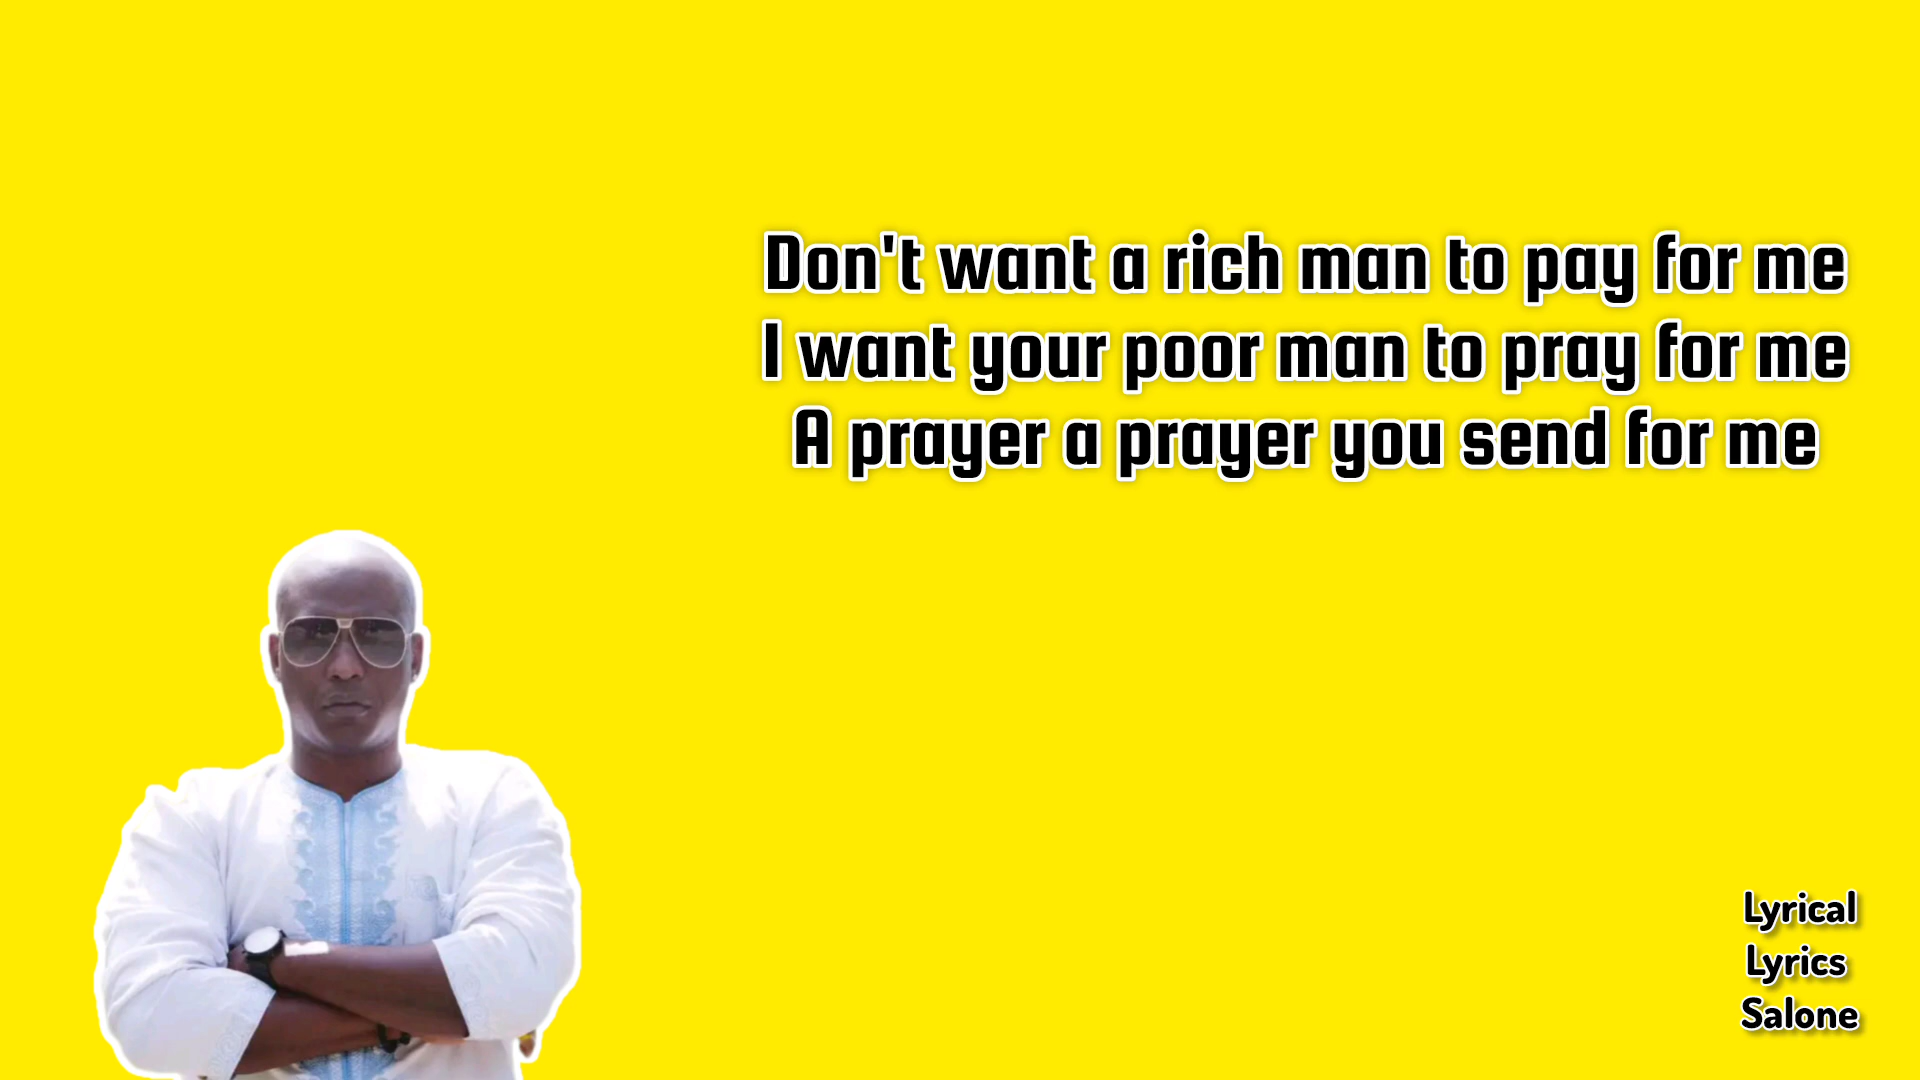 Don't want a rich man to pay for me
I want your poor man to pray for me
A prayer a prayer you send for me
Lyrical
Lyrics
Salone